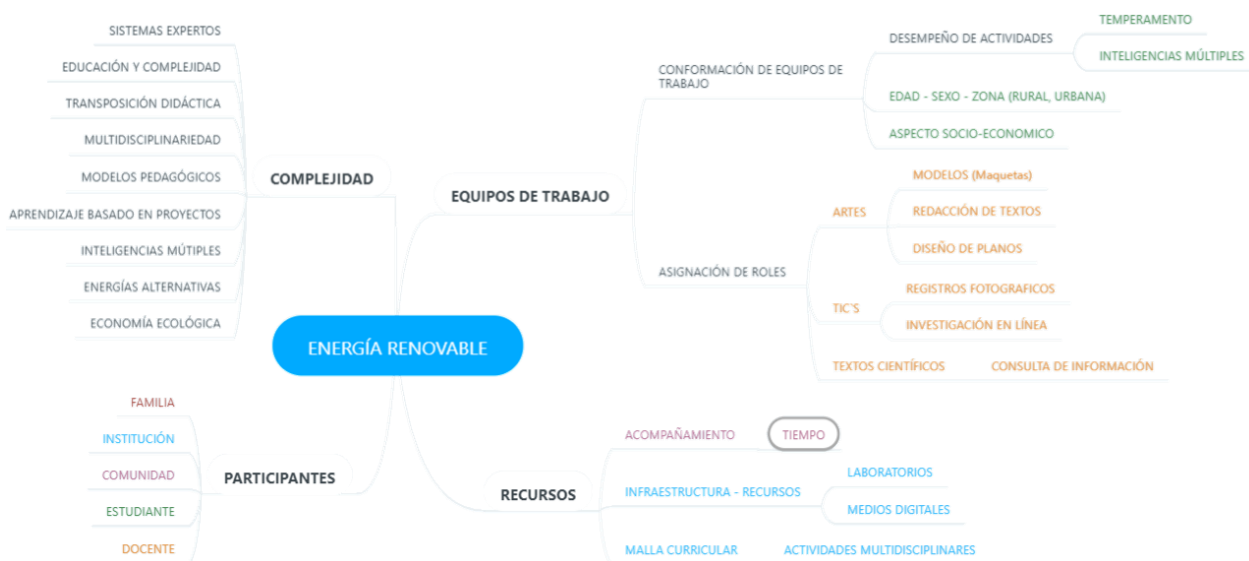 SISTEMAS EXPERTOS
EDUCACIÓN Y COMPLEJIDAD
TRANSPOSICIÓN DIDÁCTICA
MULTIDISCIPLINARIEDAD
MODELOS PEDAGÓGICOS
APRENDIZAJE BASADO EN PROYECTOS
INTELIGENCIAS MÚTIPLES
ENERGÍAS ALTERNATIVAS
ECONOMÍA ECOLÓGICA
COMPLEJIDAD
ENERGÍA RENOVABLE
FAMILIA
INSTITUCIÓN
COMUNIDAD
ESTUDIANTE
DOCENTE
PARTICIPANTES
EQUIPOS DE TRABAJO
CONFORMACIÓN DE EQUIPOS DE
TRABAJO
DESEMPEÑO DE ACTIVIDADES
TEMPERAMENTO
INTELIGENCIAS MÚLTIPLES
EDAD - SEXO - ZONA (RURAL, URBANA)
ASPECTO SOCIO-ECONOMICO
ASIGNACIÓN DE ROLES
ARTES
MODELOS (Maquetas)
REDACCIÓN DE TEXTOS
DISEÑO DE PLANOS
TIC`S
REGISTROS FOTOGRAFICOS
INVESTIGACIÓN EN LÍNEA
TEXTOS CIENTÍFICOS
CONSULTA DE INFORMACIÓN
RECURSOS
ACOMPAÑAMIENTO
TIEMPO
INFRAESTRUCTURA - RECURSOS
LABORATORIOS
MEDIOS DIGITALES
MALLA CURRICULAR
ACTIVIDADES MULTIDISCIPLINARES